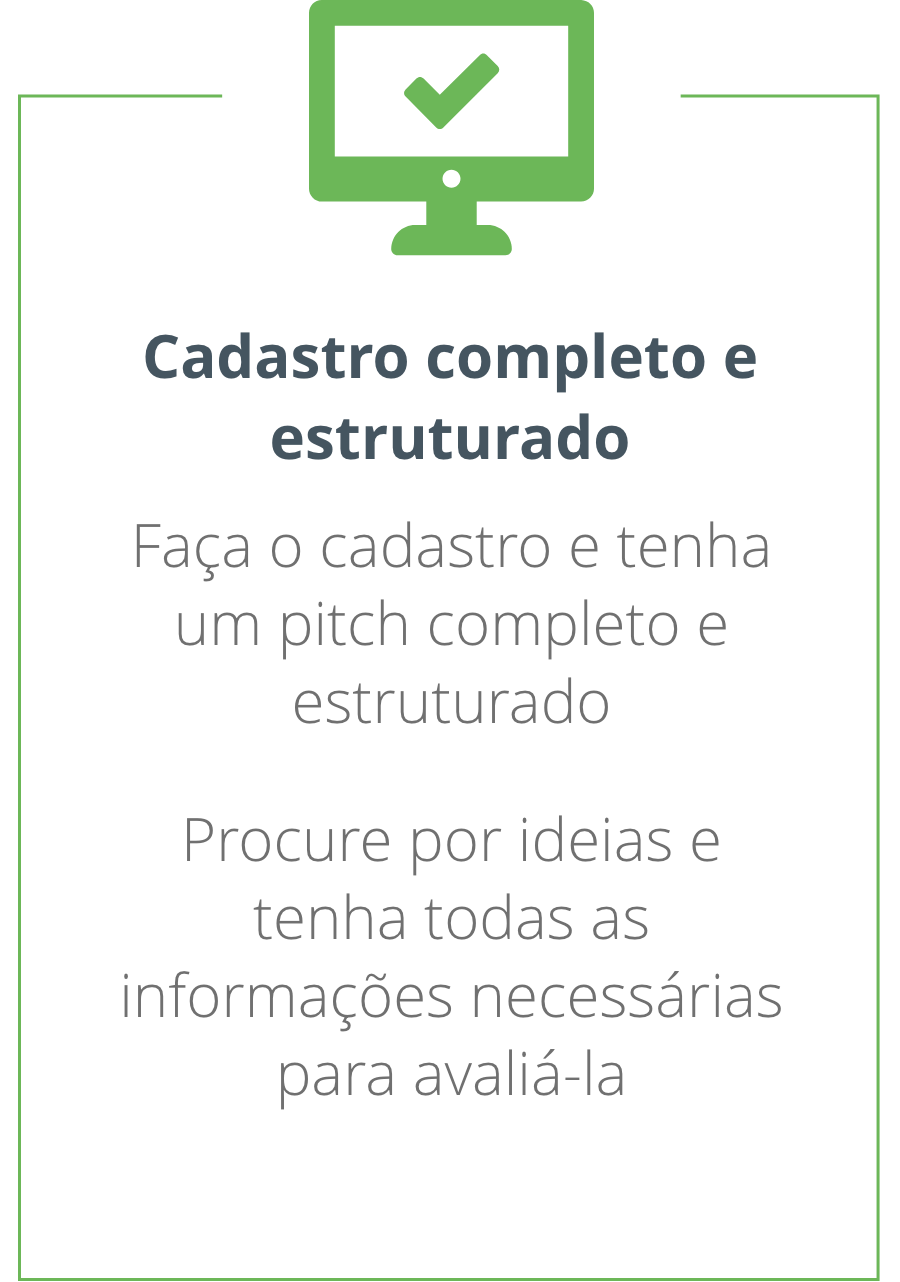 Cadastro completo e
estruturado
Faça o cadastro e tenha
um pitch completo e
estruturado
Procure por ideias e
tenha todas as
informações necessárias
para avaliá-la